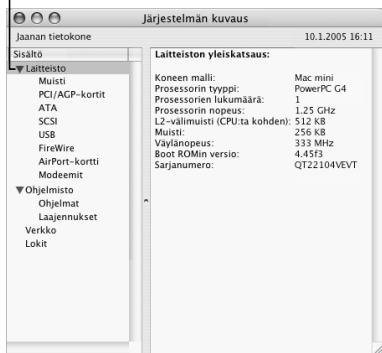 Järjestelmän kuvaus
Jaanan tietokone 10.1.2005 16:11
Sisältö
Laitteisto
Muisti
PCI/AGP-kortit
ATA
SCSI
USB
FireWire
AirPort-kortti
Modeemit
Ohjelmisto
Ohjelmat
Laajennukset
Verkko
Lokit
Laitteiston yleiskatsaus:
Koneen malli: Mac mini
Prosessorin tyyppi: PowerPC G4
Prosessorien lukumäärä: 1
Prosessorin nopeus: 1.25 GHz
L2-välimuisti (CPU:ta kohden): 512 KB
Muisti: 256 KB
Väylänopeus: 333 MHz
Boot ROMin versio: 4.45f3
Sarjanumero: QT22104VEVT